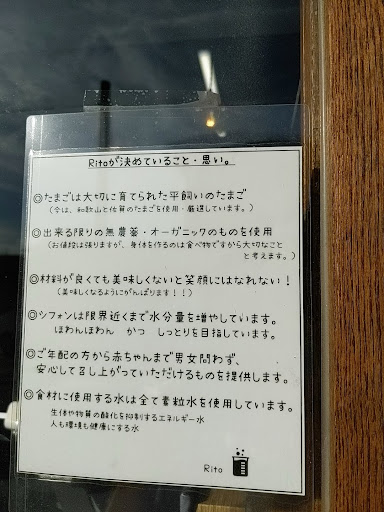 Ritoが決めていること・思い。
◎たまごは大切に育てられた平飼いのたまご
(今は、和歌山と佐賀のたまごを使用・厳選しています。)
◎出来る限りの無農薬・オーガニックのものを使用
(お値段は張りますが、身体を作るのは食べ物ですから大切なこと
と考えます。)
◎材料が良くても美味しくないと笑顔にはなれない！
(美味しくなるようにがんばります！！)
◎シフォンは限界近くまで水分量を増やしています。
ほわんほわん かつ しっとりを目指しています。
◎ご年配の方から赤ちゃんまで男女問わず、
安心して召し上がっていただけるものを提供します。
◎食材に使用する水は全て素粒水を使用しています。
生体や物質の酸化を抑制するエネルギー水
人も環境も健康にする水
Rito